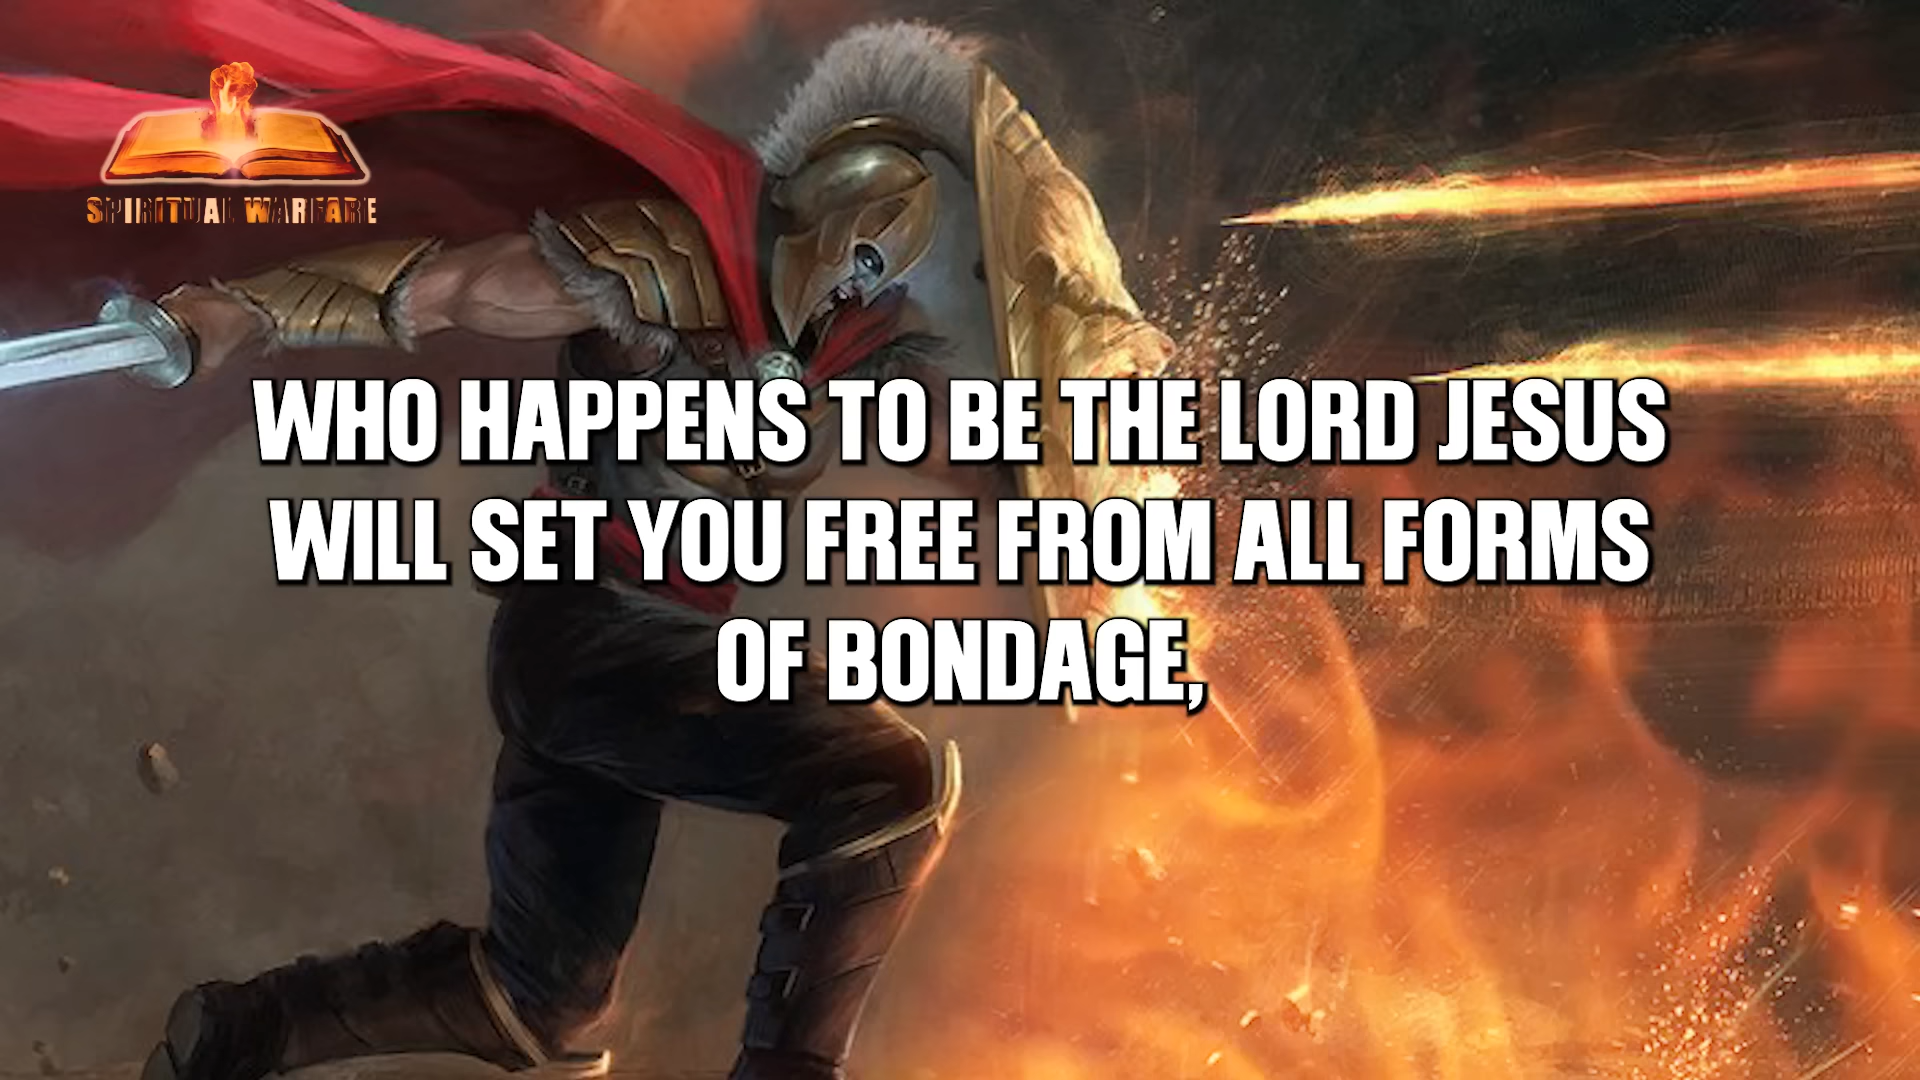 SPIRITUAL WARFARE
WHO HAPPENS TO BE THE LORD JESUS
WILL SET YOU FREE FROM ALL FORMS
OF BONDAGE,